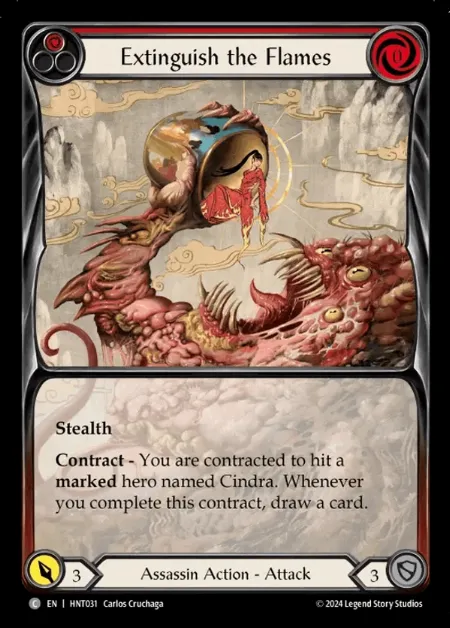 0
Extinguish the Flames
Stealth
Contract - You are contracted to hit a
marked hero named Cindra. Whenever
you complete this contract, draw a card.
3
Assassin Action - Attack
3
C EN | HNT031 Carlos Cruchaga
© 2024 Legend Story Studios